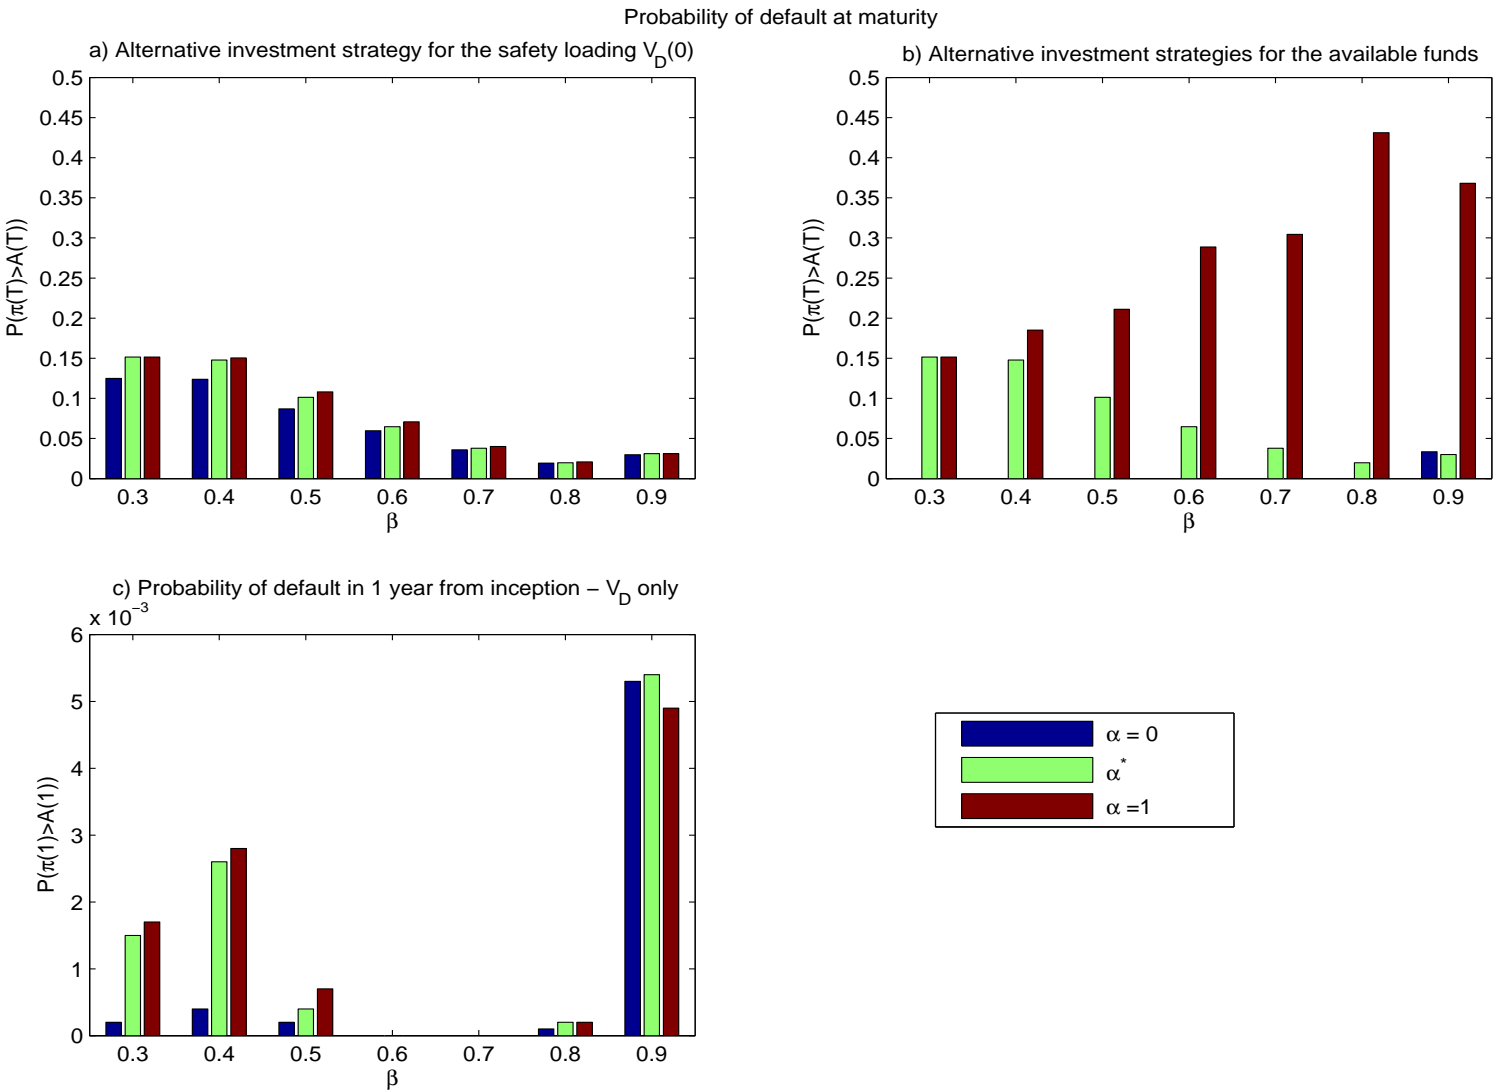 Probability of default at maturity
a) Alternative investment strategy for the safety loading V_D(0)
0.5
0.45
0.4
0.35
0.3
0.25
0.2
0.15
0.1
0.05
0
P(π(T)>A(T))
0.3 0.4 0.5 0.6 0.7 0.8 0.9
β
b) Alternative investment strategies for the available funds
0.5
0.45
0.4
0.35
0.3
0.25
0.2
0.15
0.1
0.05
0
P(π(T)>A(T))
0.3 0.4 0.5 0.6 0.7 0.8 0.9
β
c) Probability of default in 1 year from inception − V_D only
x 10^−3
6
5
4
3
2
1
0
P(π(1)>A(1))
0.3 0.4 0.5 0.6 0.7 0.8 0.9
β
α = 0
α^*
α =1